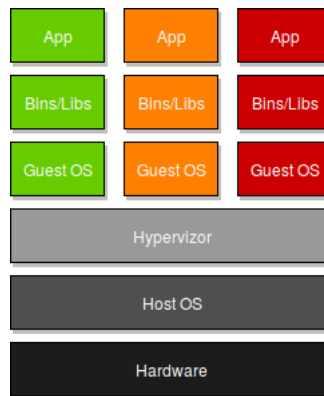 App App App
Bins/Libs Bins/Libs Bins/Libs
Guest OS Guest OS Guest OS
Hypervizor
Host OS
Hardware